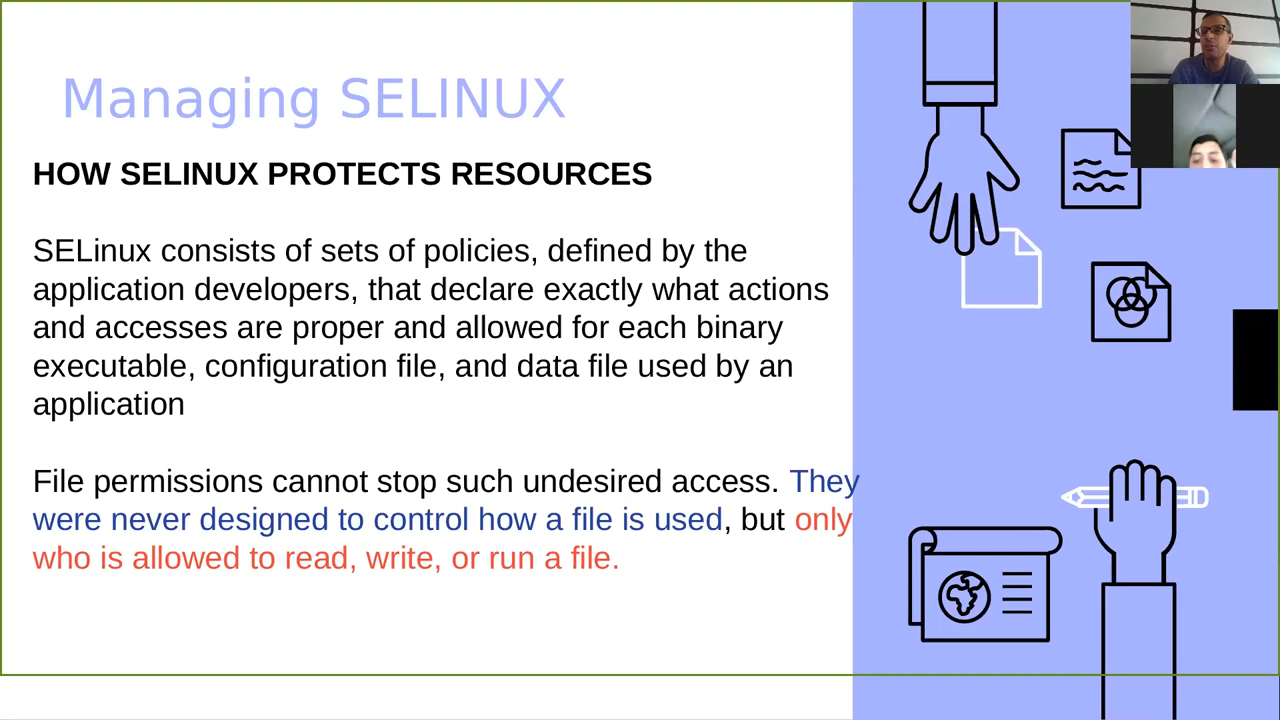 Managing SELINUX
HOW SELINUX PROTECTS RESOURCES
SELinux consists of sets of policies, defined by the
application developers, that declare exactly what actions
and accesses are proper and allowed for each binary
executable, configuration file, and data file used by an
application
File permissions cannot stop such undesired access. They
were never designed to control how a file is used, but only
who is allowed to read, write, or run a file.